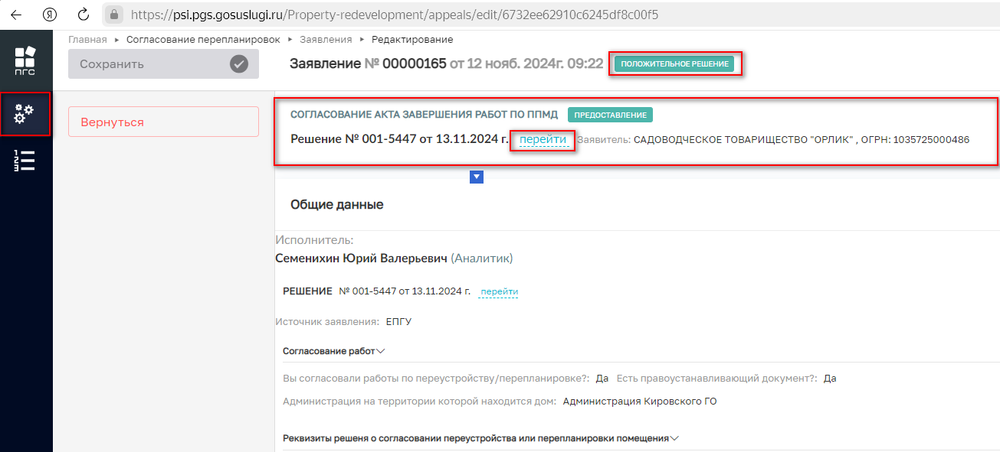 https://psi.pgs.gosuslugi.ru/Property-redevelopment/appeals/edit/6732ee62910c6245df8c00f5
Главная ▸ Согласование перепланировок ▸ Заявления ▸ Редактирование
ПГС
Сохранить
Заявление № 00000165 от 12 нояб. 2024г. 09:22 ПОЛОЖИТЕЛЬНОЕ РЕШЕНИЕ
Вернуться
СОГЛАСОВАНИЕ АКТА ЗАВЕРШЕНИЯ РАБОТ ПО ППМД ПРЕДОСТАВЛЕНИЕ
Решение № 001-5447 от 13.11.2024 г. перейти Заявитель: САДОВОДЧЕСКОЕ ТОВАРИЩЕСТВО "ОРЛИК" , ОГРН: 1035725000486
Общие данные
Исполнитель:
Семенихин Юрий Валерьевич (Аналитик)
РЕШЕНИЕ № 001-5447 от 13.11.2024 г. перейти
Источник заявления: ЕПГУ
Согласование работ
Вы согласовали работы по переустройству/перепланировке?: Да Есть правоустанавливающий документ?: Да
Администрация на территории которой находится дом: Администрация Кировского ГО
Реквизиты решеня о согласовании переустройства или перепланировки помещения